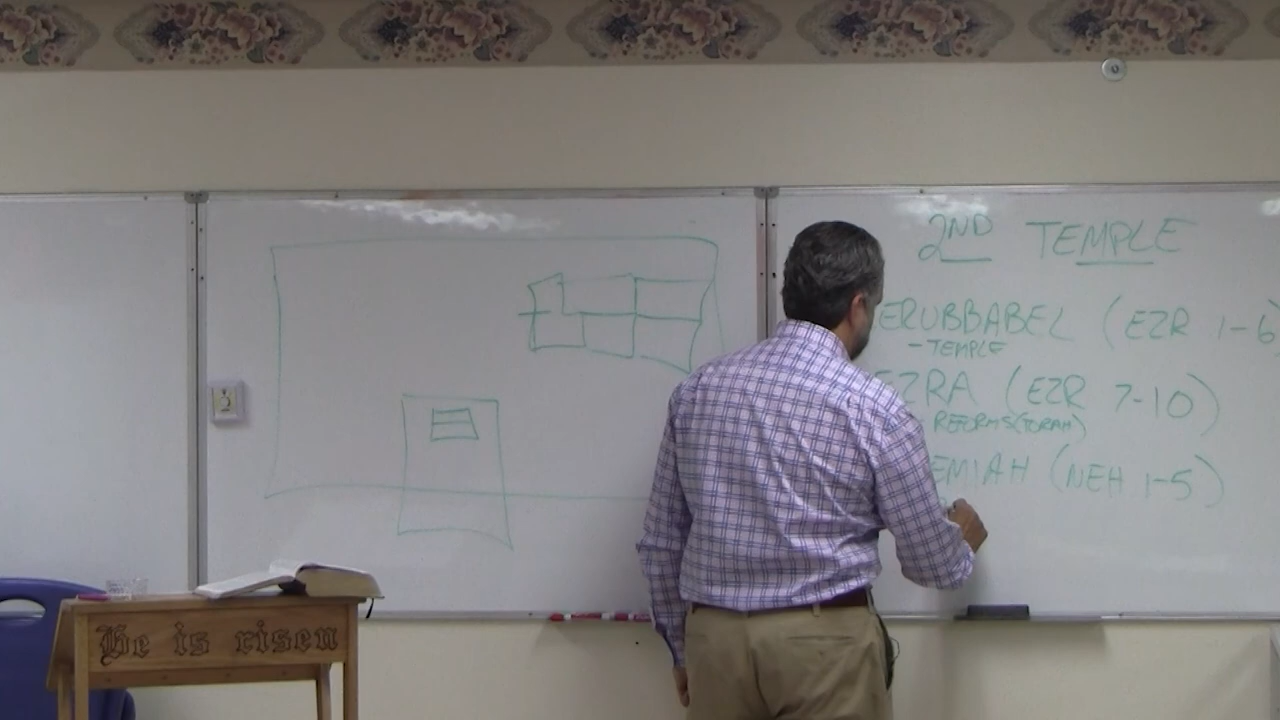 2ND TEMPLE
ERUBBABEL (EZR 1-6
- TEMPLE
EZRA (EZR 7-10)
REFORMS (TORAH)
EMIAH (NEH 1-5)
He is risen